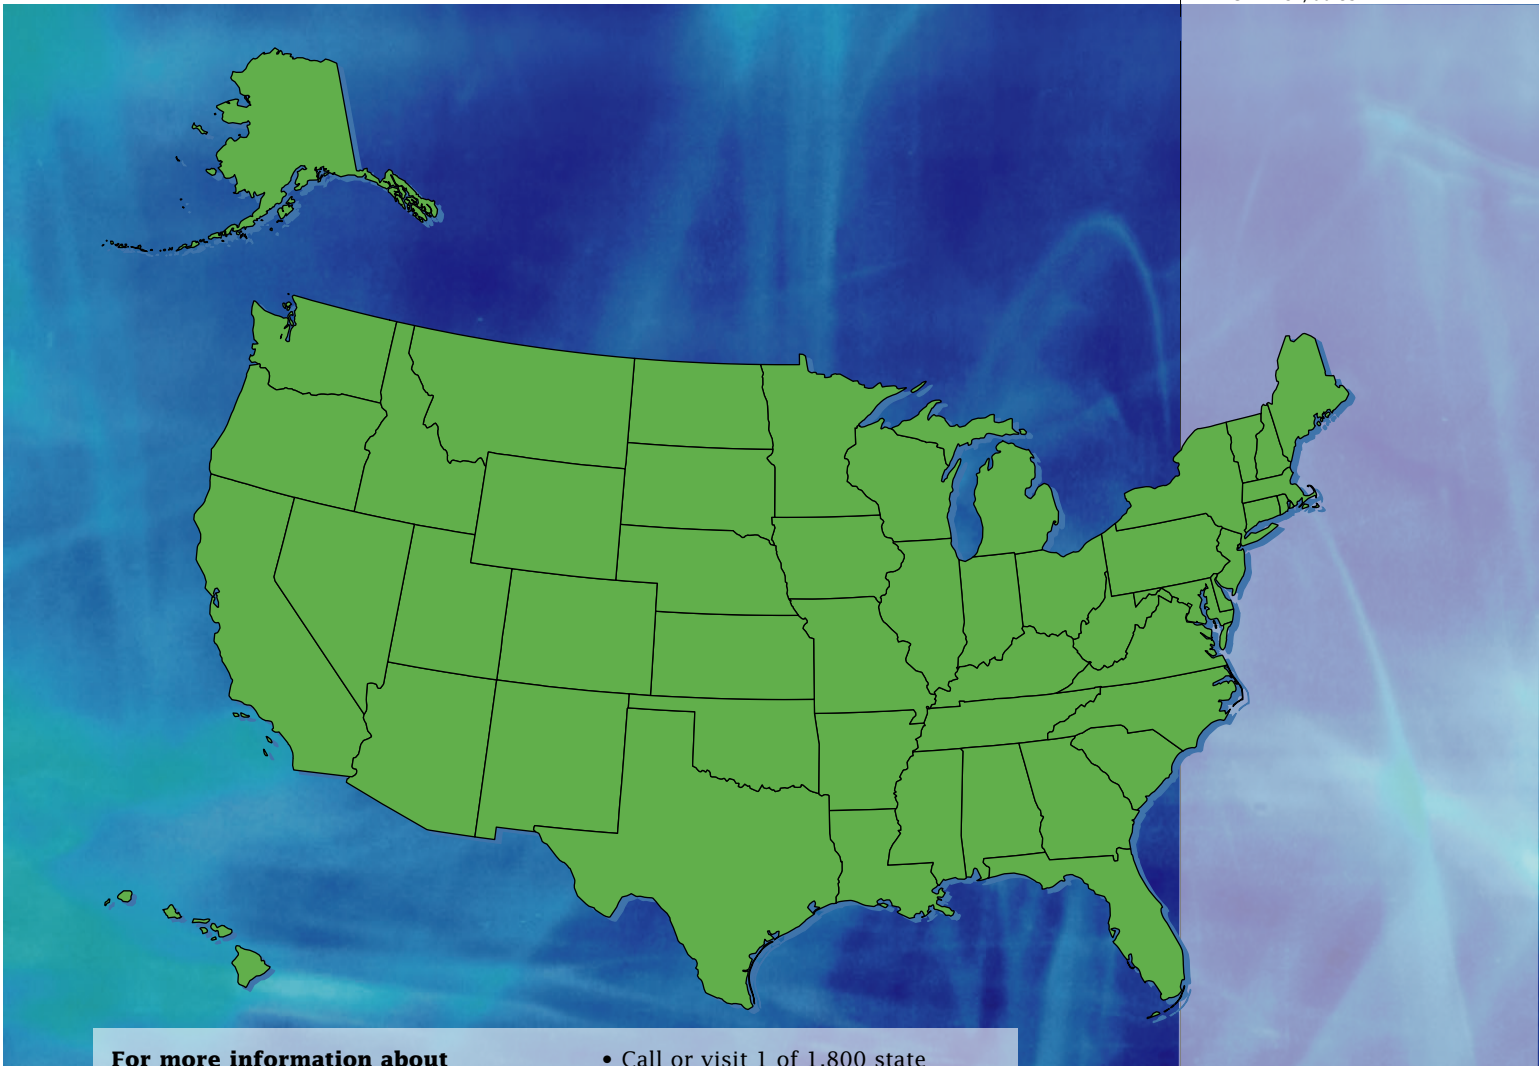 For more information about
• Call or visit 1 of 1,800 state